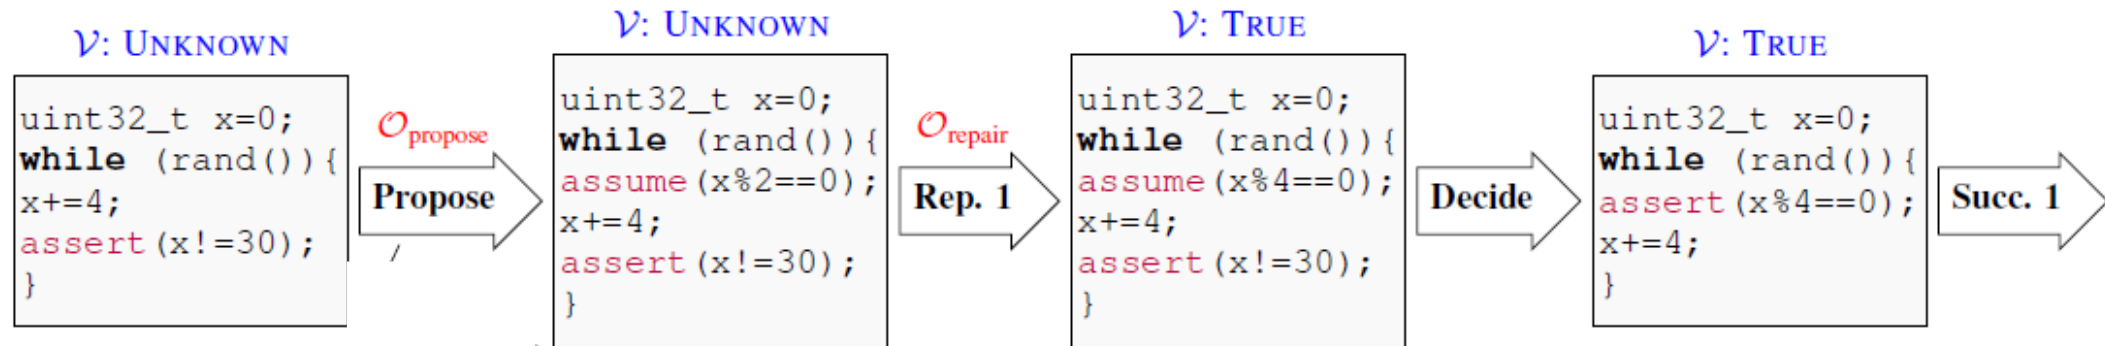 𝒱: UNKNOWN
uint32_t x=0;
while (rand()){
x+=4;
assert(x!=30);
}
𝒪propose
Propose
𝒱: UNKNOWN
uint32_t x=0;
while (rand()){
assume(x%2==0);
x+=4;
assert(x!=30);
}
𝒪repair
Rep. 1
𝒱: TRUE
uint32_t x=0;
while (rand()){
assume(x%4==0);
x+=4;
assert(x!=30);
}
Decide
𝒱: TRUE
uint32_t x=0;
while (rand()){
assert(x%4==0);
x+=4;
}
Succ. 1